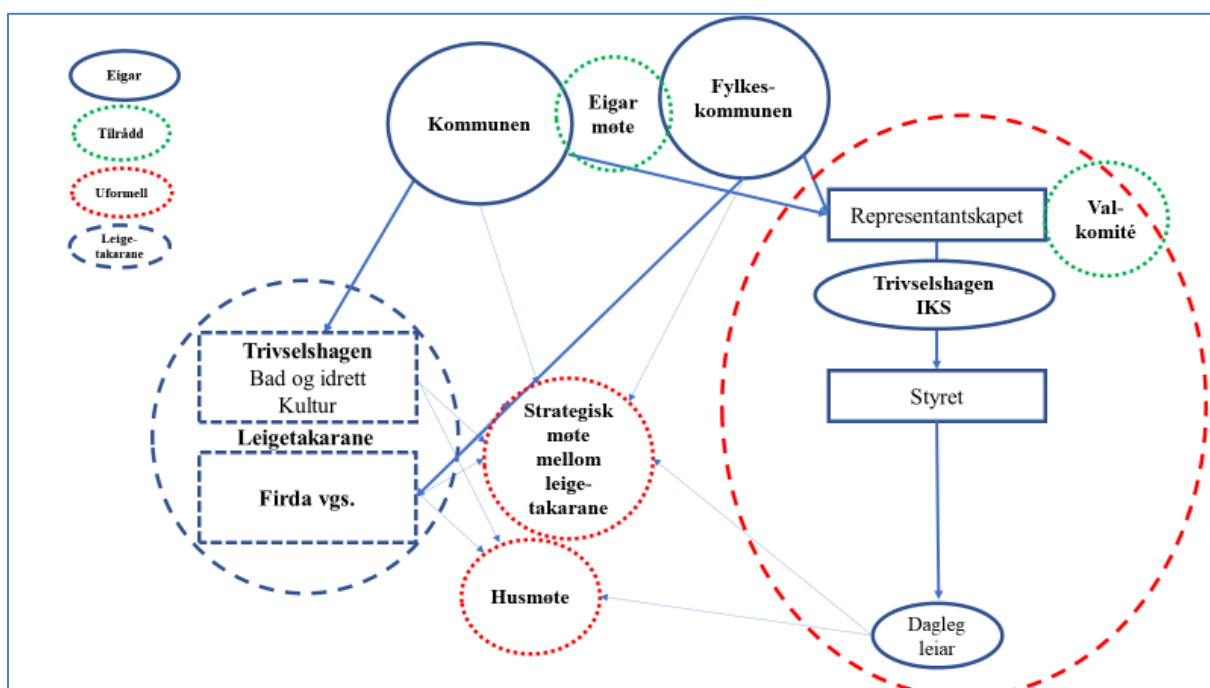 Eigar
Tilrådd
Uformell
Leige-
takarane
Kommunen
Eigar
møte
Fylkes-
kommunen
Representantskapet
Val-
komité
Trivselshagen
IKS
Styret
Dagleg
leiar
Trivselshagen
Bad og idrett
Kultur
Leigetakarane
Firda vgs.
Strategisk
møte
mellom
leige-
takarane
Husmøte